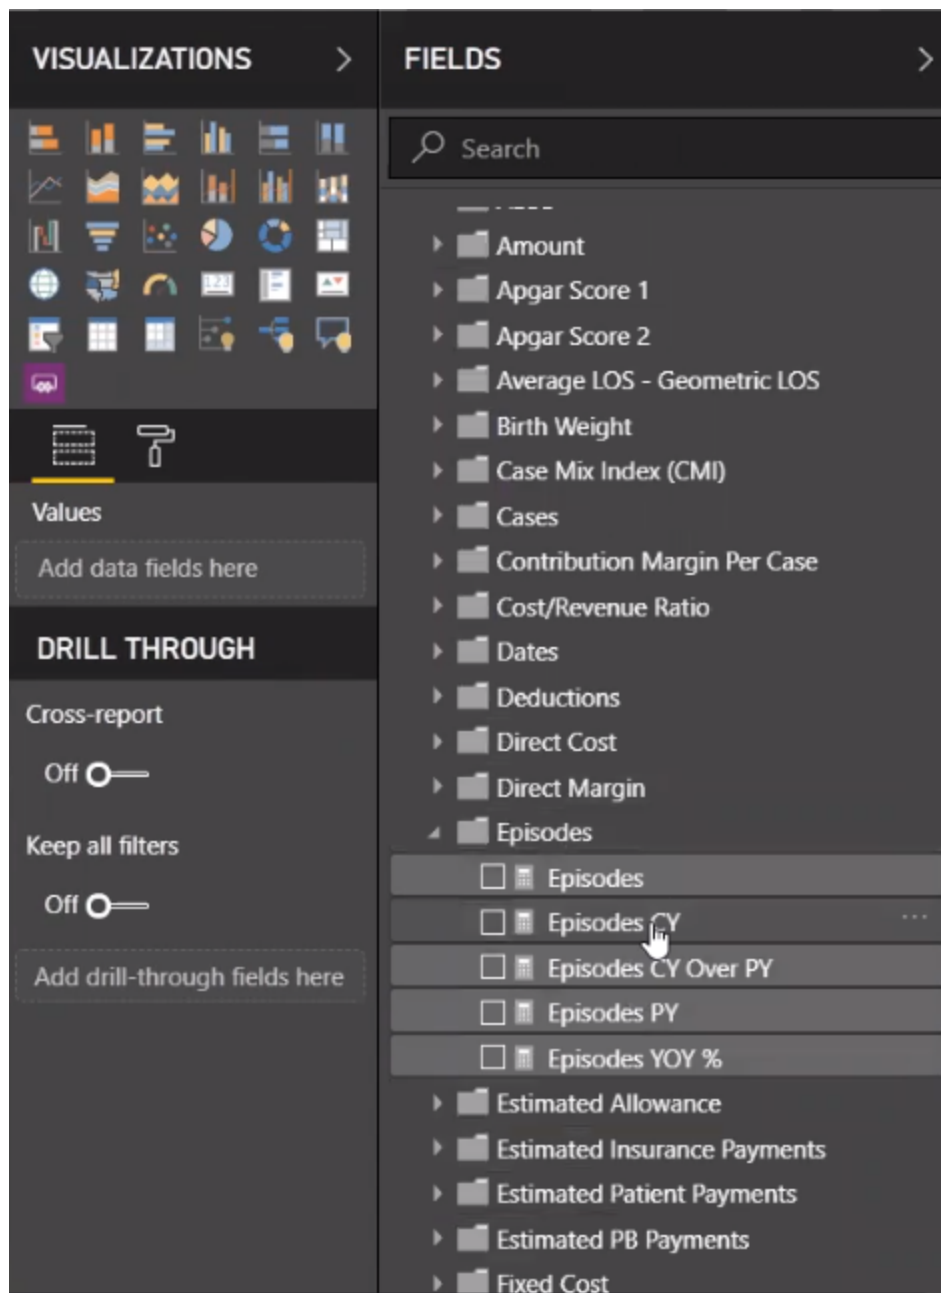 VISUALIZATIONS
123
Values
Add data fields here
DRILL THROUGH
Cross-report
Off
Keep all filters
Off
Add drill-through fields here
FIELDS
Search
Amount
Apgar Score 1
Apgar Score 2
Average LOS - Geometric LOS
Birth Weight
Case Mix Index (CMI)
Cases
Contribution Margin Per Case
Cost/Revenue Ratio
Dates
Deductions
Direct Cost
Direct Margin
Episodes
Episodes
Episodes CY
Episodes CY Over PY
Episodes PY
Episodes YOY %
Estimated Allowance
Estimated Insurance Payments
Estimated Patient Payments
Estimated PB Payments
Fixed Cost